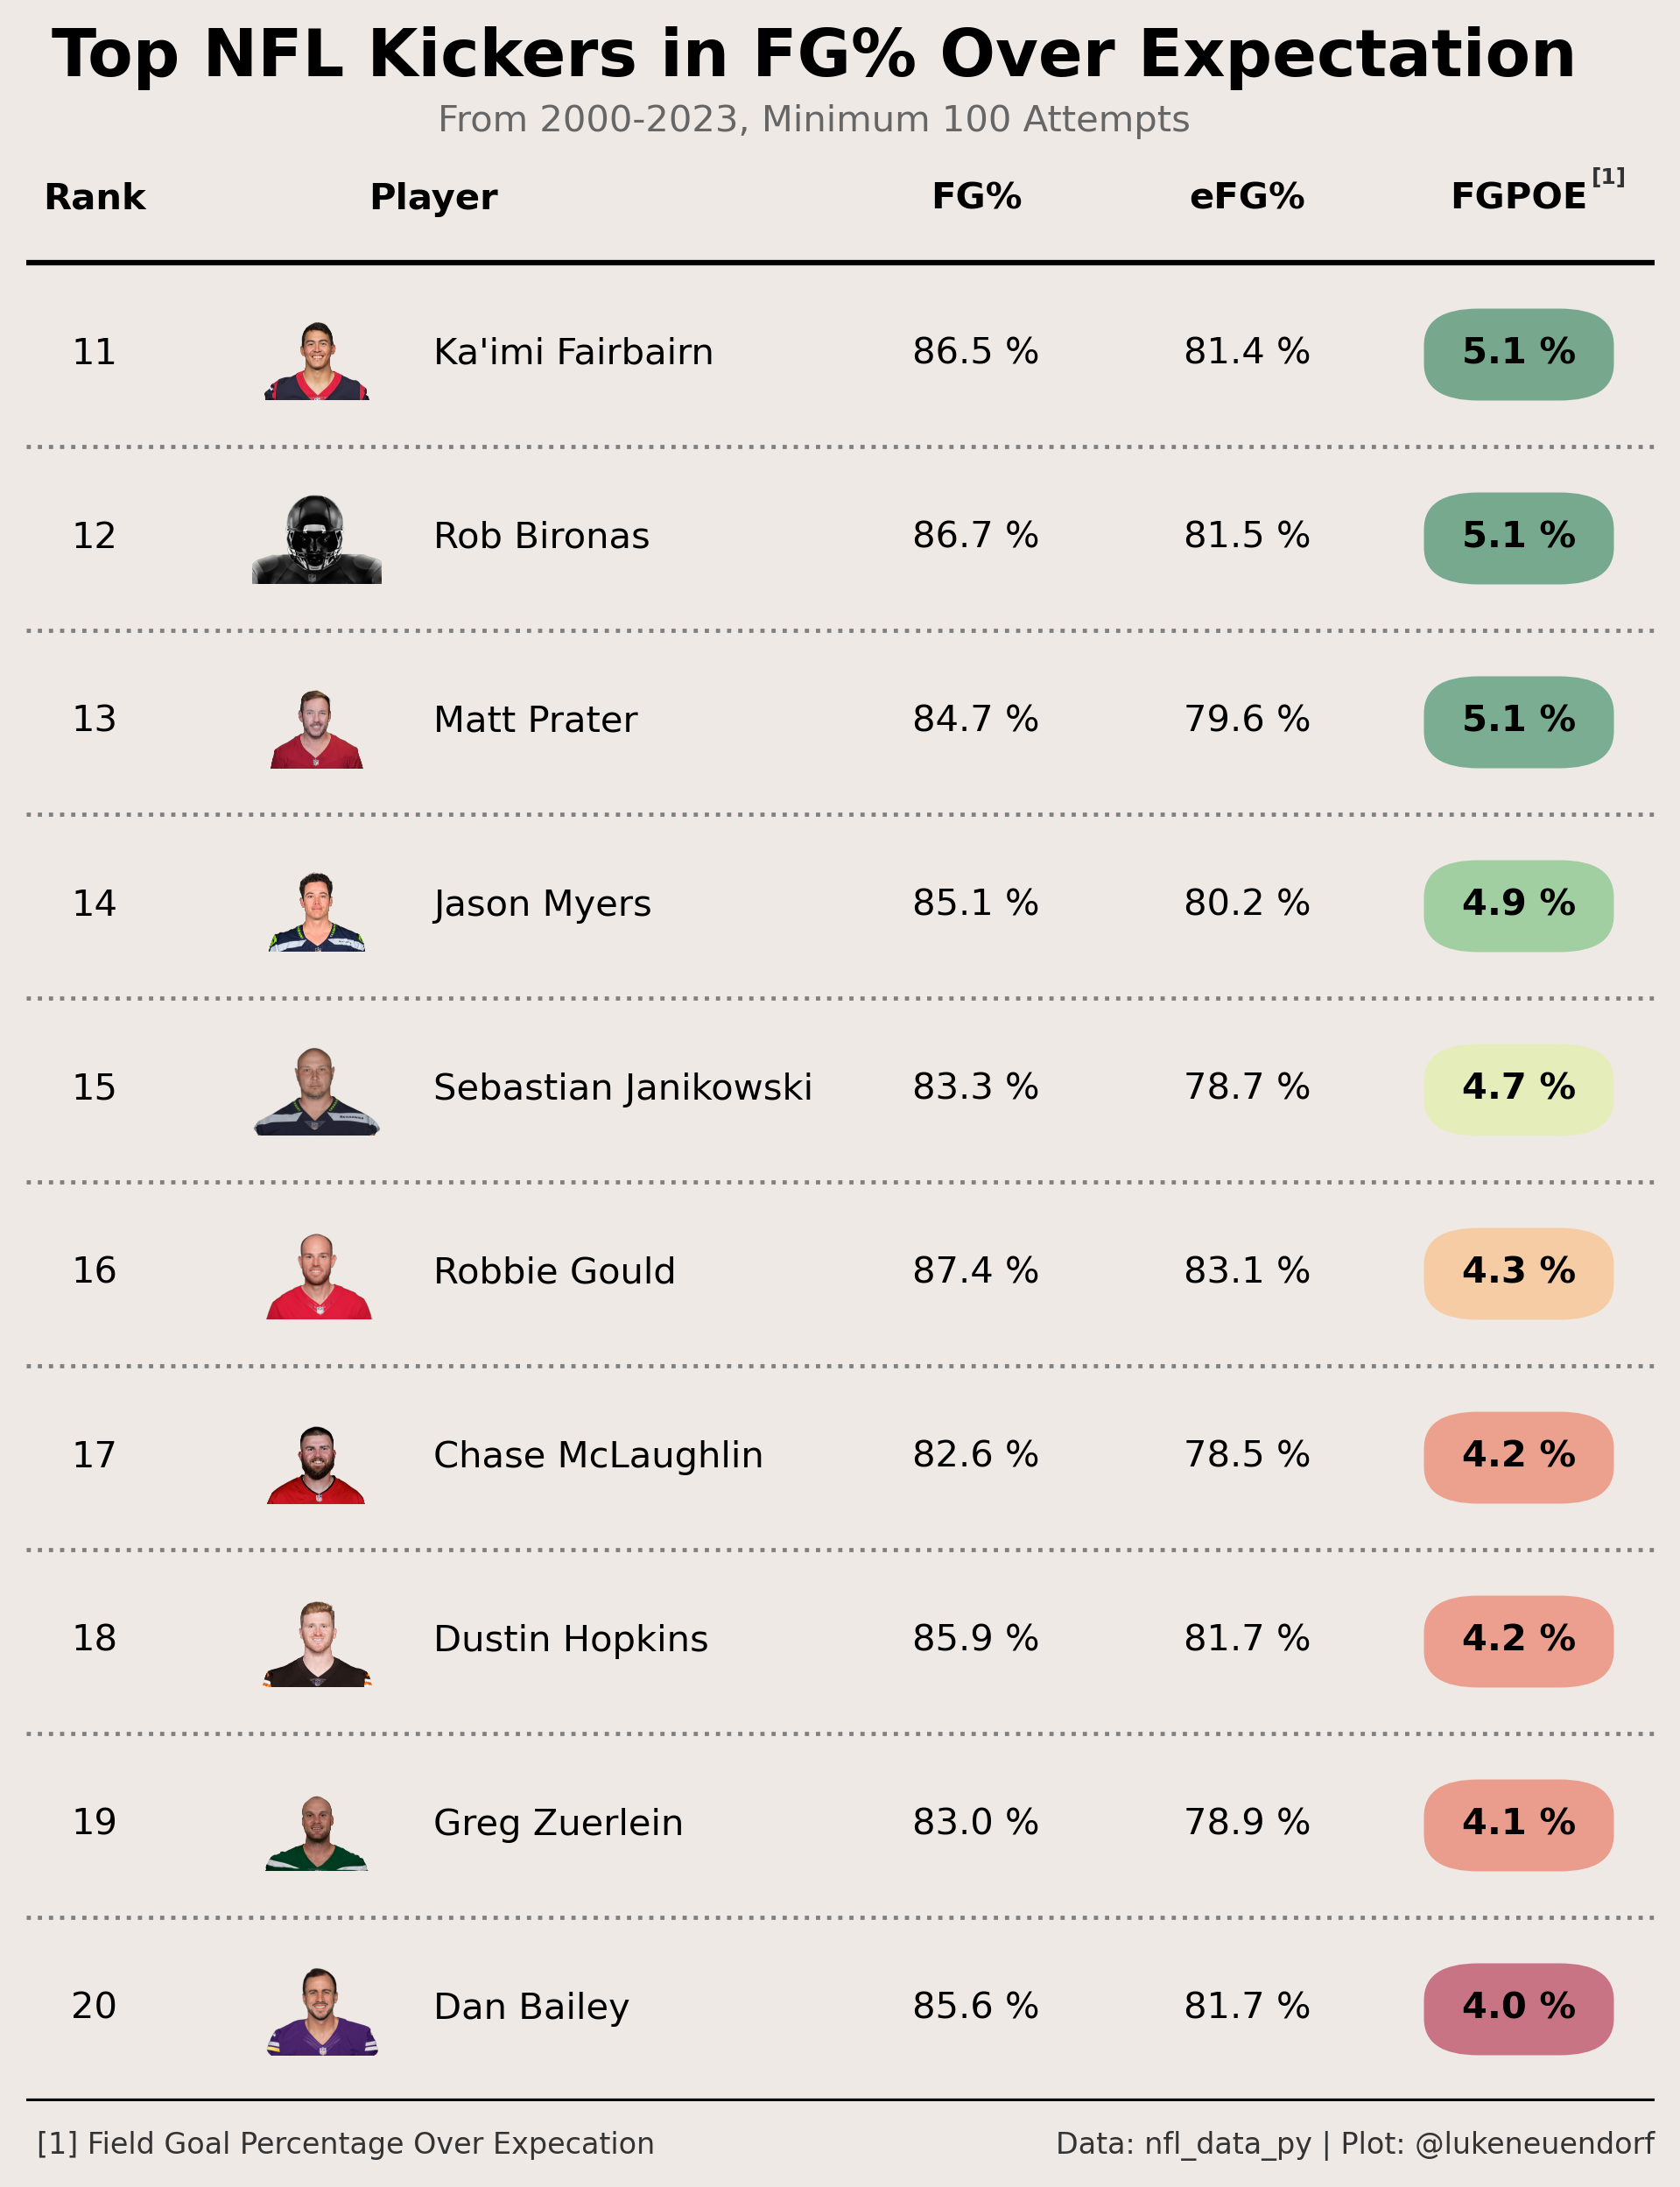 Top NFL Kickers in FG% Over Expectation
From 2000-2023, Minimum 100 Attempts
Rank Player FG% eFG% FGPOE [1]
11 Ka'imi Fairbairn 86.5 % 81.4 % 5.1 %
12 Rob Bironas 86.7 % 81.5 % 5.1 %
13 Matt Prater 84.7 % 79.6 % 5.1 %
14 Jason Myers 85.1 % 80.2 % 4.9 %
15 Sebastian Janikowski 83.3 % 78.7 % 4.7 %
16 Robbie Gould 87.4 % 83.1 % 4.3 %
17 Chase McLaughlin 82.6 % 78.5 % 4.2 %
18 Dustin Hopkins 85.9 % 81.7 % 4.2 %
19 Greg Zuerlein 83.0 % 78.9 % 4.1 %
20 Dan Bailey 85.6 % 81.7 % 4.0 %
[1] Field Goal Percentage Over Expecation
Data: nfl_data_py | Plot: @lukeneuendorf